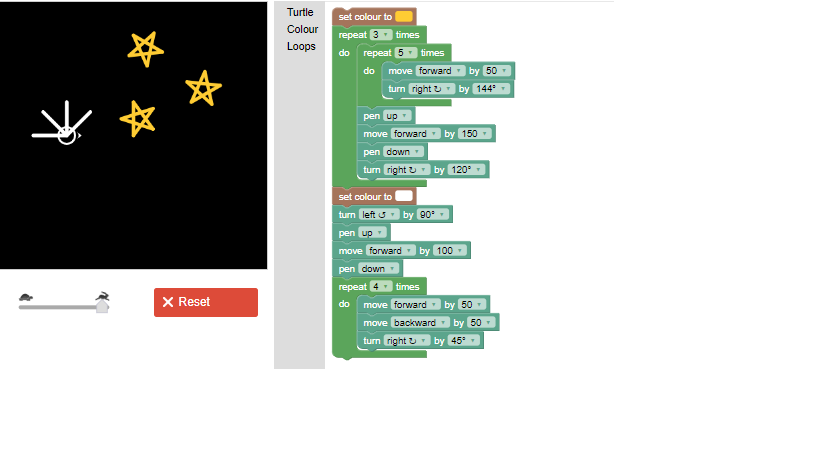 Turtle
Colour
Loops
set colour to
repeat 3 times
do repeat 5 times
do move forward by 50
turn right ↻ by 144°
pen up
move forward by 150
pen down
turn right ↻ by 120°
set colour to
turn left ↺ by 90°
pen up
move forward by 100
pen down
repeat 4 times
do move forward by 50
move backward by 50
turn right ↻ by 45°
Reset